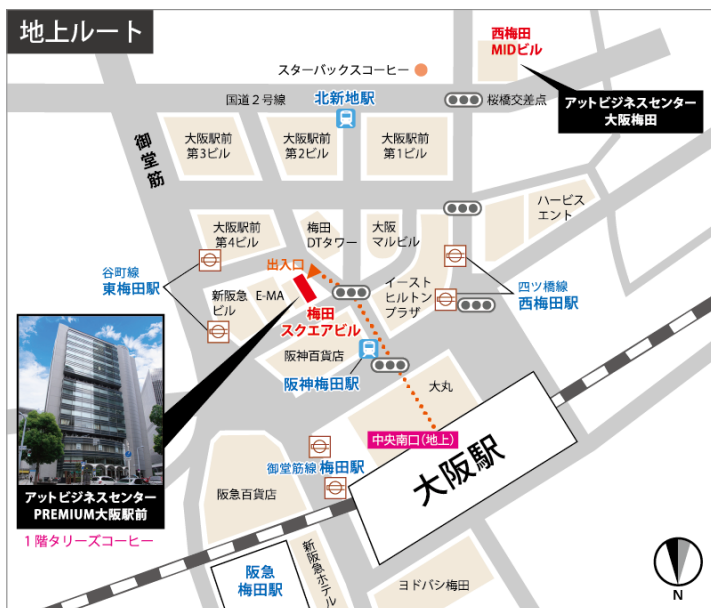 地上ルート
西梅田
MIDビル
スターバックスコーヒー
国道２号線
北新地駅
桜橋交差点
アットビジネスセンター
大阪梅田
御堂筋
大阪駅前
第3ビル
大阪駅前
第2ビル
大阪駅前
第1ビル
ハービス
エント
大阪駅前
第4ビル
梅田
DTタワー
大阪
マルビル
谷町線
東梅田駅
出入口
新阪急
ビル
E-MA
イースト
ヒルトン
プラザ
四ツ橋線
西梅田駅
梅田
スクエアビル
阪神百貨店
阪神梅田駅
大丸
中央南口(地上)
大阪駅
御堂筋線 梅田駅
阪急百貨店
アットビジネスセンター
PREMIUM大阪駅前
1階タリーズコーヒー
阪急
梅田駅
新阪急ホテル
ヨドバシ梅田
N